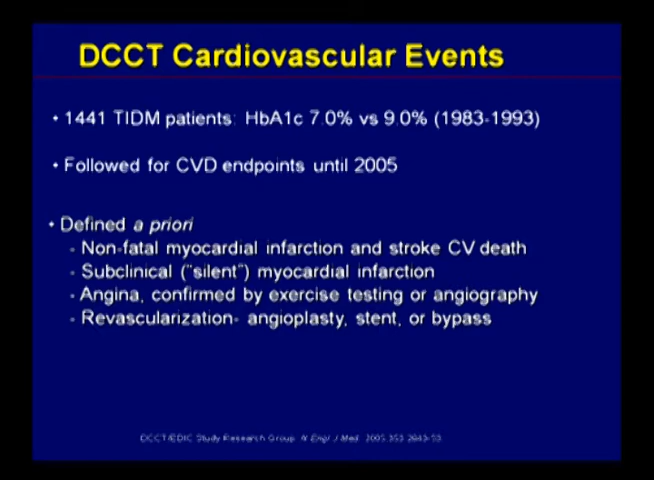 DCCT Cardiovascular Events
• 1441 TIDM patients: HbA1c 7.0% vs 9.0% (1983-1993)
• Followed for CVD endpoints until 2005
• Defined a priori
- Non-fatal myocardial infarction and stroke CV death
- Subclinical ("silent") myocardial infarction
- Angina, confirmed by exercise testing or angiography
- Revascularization- angioplasty, stent, or bypass
DCCT/EDIC Study Research Group. N Engl J Med. 2005 353 2643-53